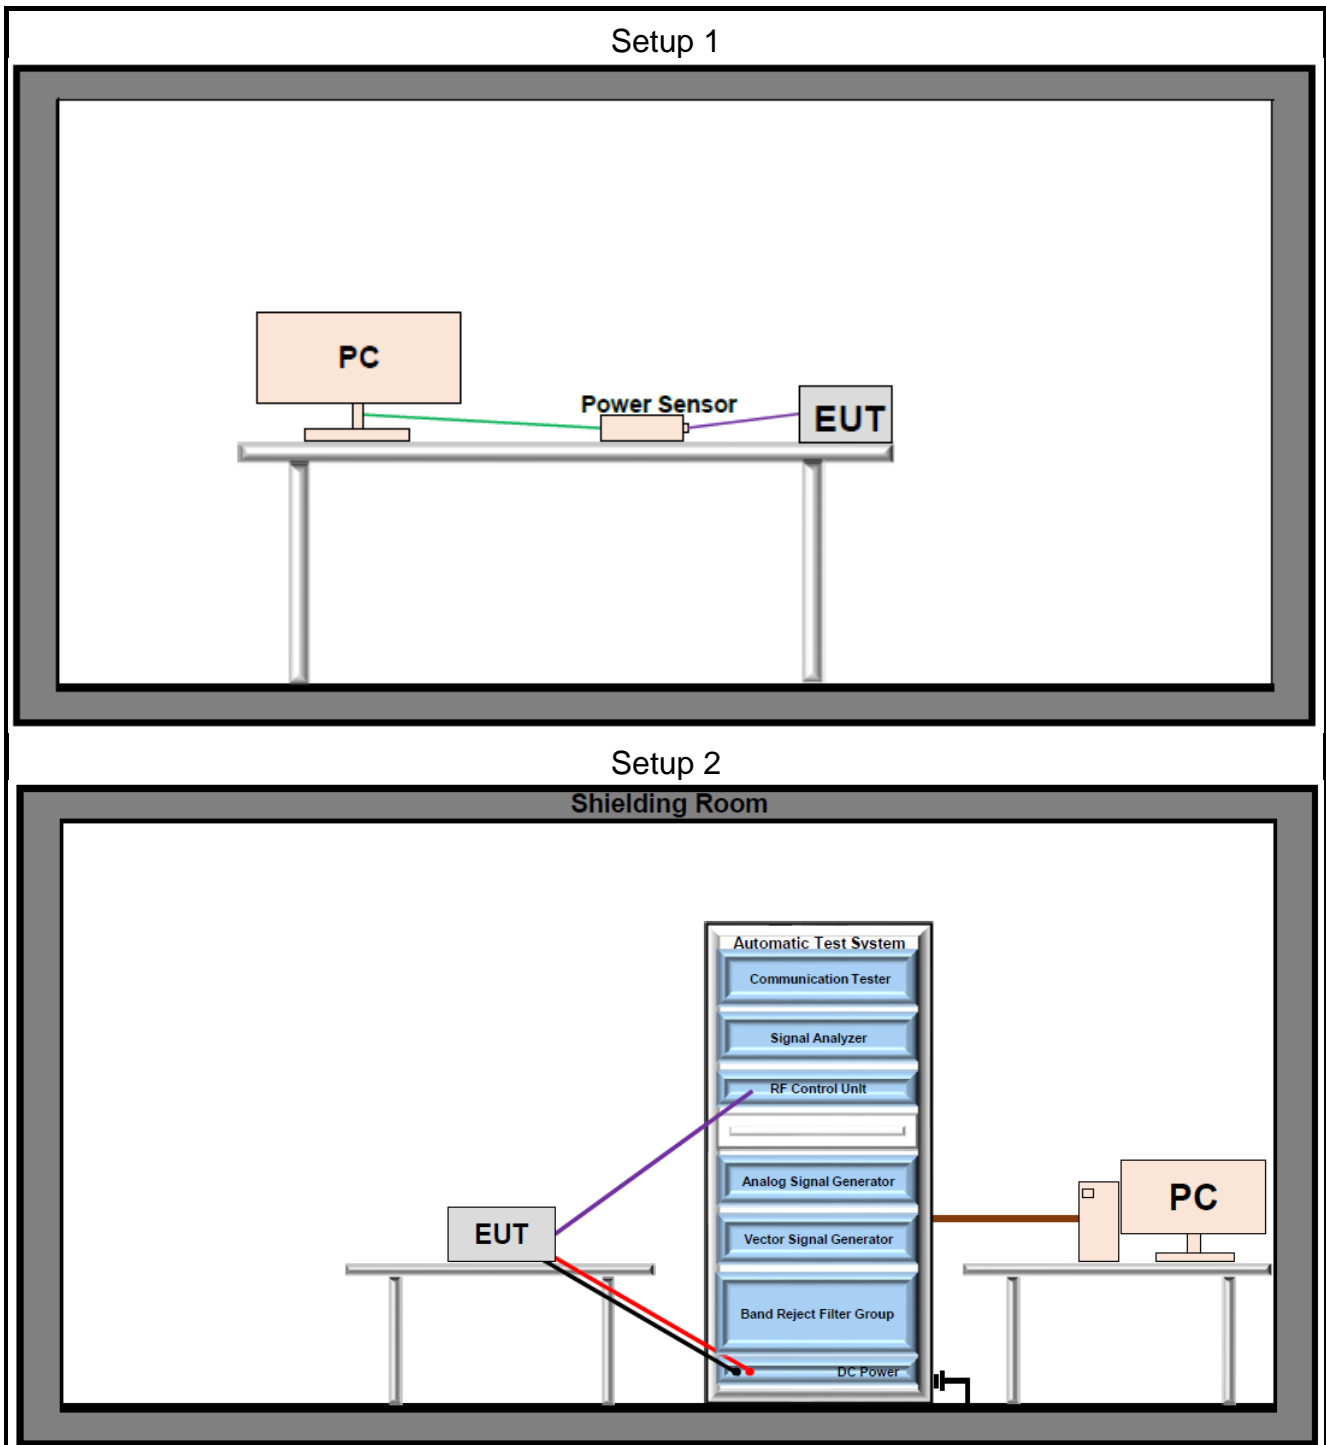 Setup 1
PC
Power Sensor
EUT
Setup 2
Shielding Room
Automatic Test System
Communication Tester
Signal Analyzer
RF Control Unit
Analog Signal Generator
Vector Signal Generator
Band Reject Filter Group
DC Power
EUT
PC